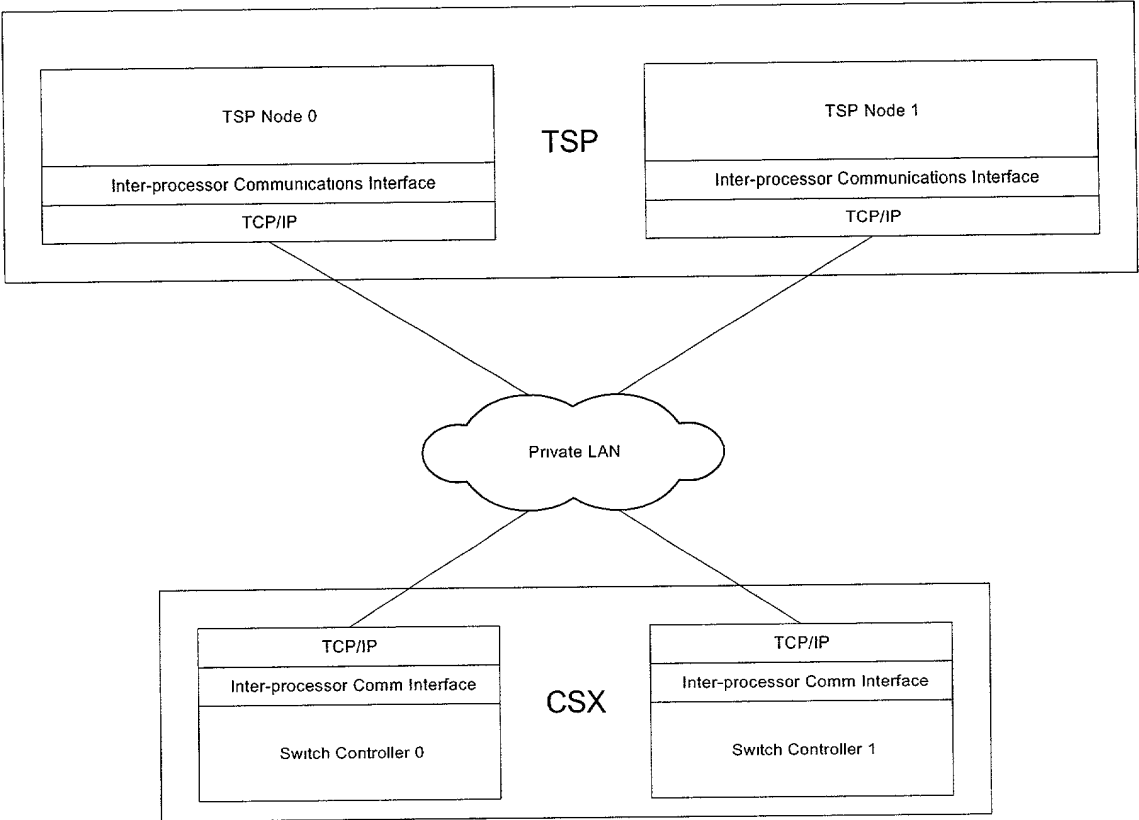 TSP Node 0
Inter-processor Communications Interface
TCP/IP
TSP
TSP Node 1
Inter-processor Communications Interface
TCP/IP
Private LAN
TCP/IP
Inter-processor Comm Interface
Switch Controller 0
CSX
TCP/IP
Inter-processor Comm Interface
Switch Controller 1